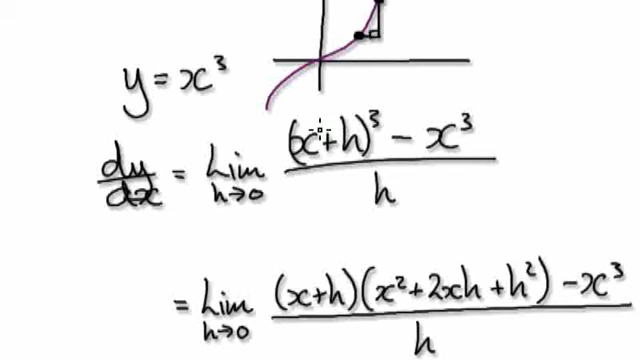 y = x³
dy/dx = Lim h→0 ((x+h)³ − x³)/h
= Lim h→0 ((x+h)(x²+2xh+h²) − x³)/h